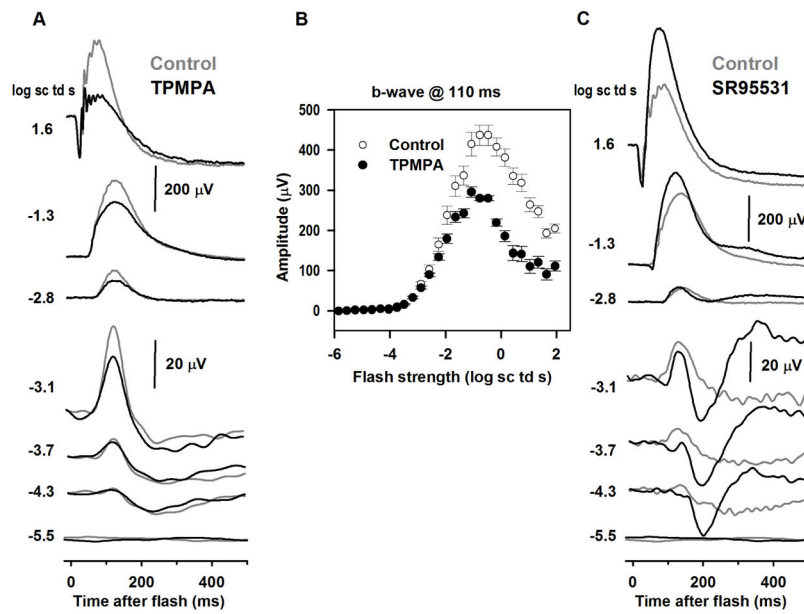 A
Control
TPMPA
log sc td s
1.6
200 μV
-1.3
-2.8
20 μV
-3.1
-3.7
-4.3
-5.5
0 200 400
Time after flash (ms)
B
b-wave @ 110 ms
Control
TPMPA
Amplitude (μV)
500
400
300
200
100
0
-6 -4 -2 0 2
Flash strength (log sc td s)
C
Control
SR95531
log sc td s
1.6
200 μV
-1.3
-2.8
20 μV
-3.1
-3.7
-4.3
-5.5
0 200 400
Time after flash (ms)